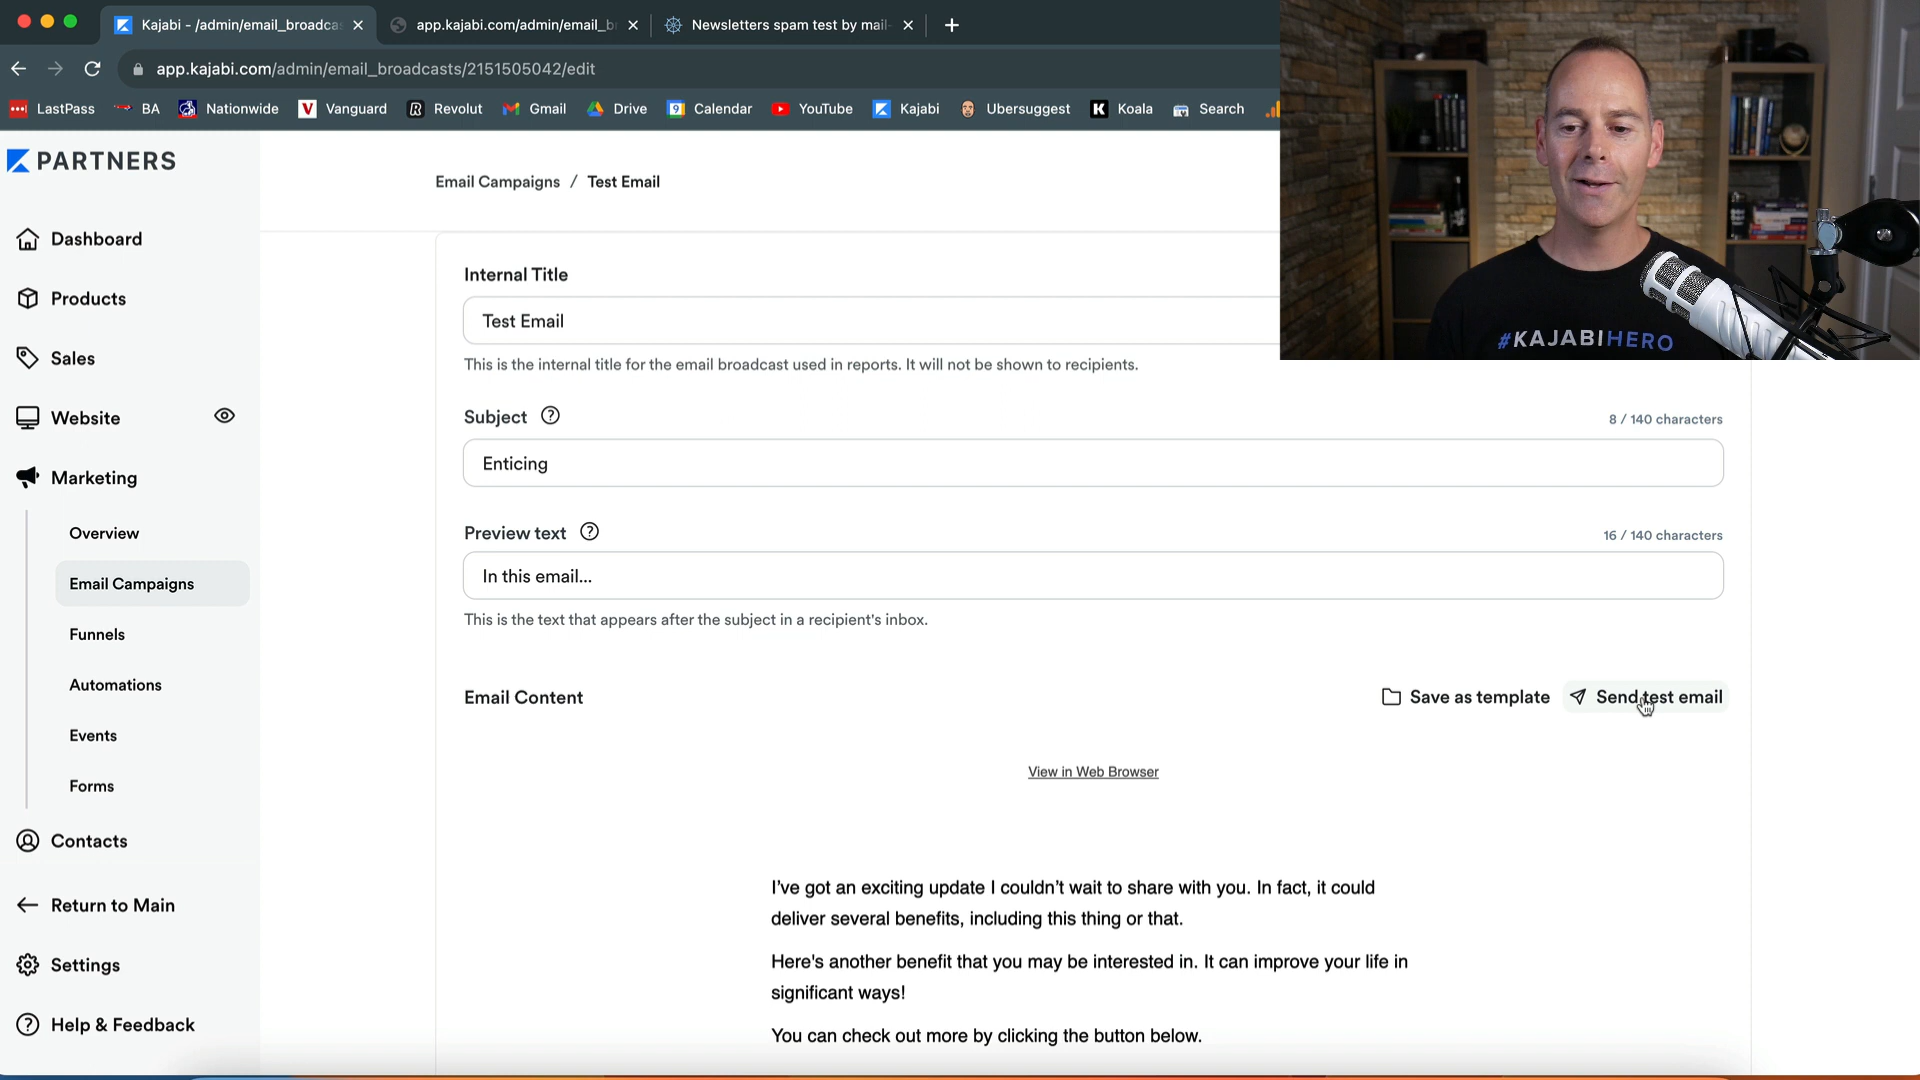 Kajabi - /admin/email_broadca
app.kajabi.com/admin/email_b
Newsletters spam test by mail-
app.kajabi.com/admin/email_broadcasts/2151505042/edit
LastPass
BA
Nationwide
Vanguard
Revolut
Gmail
Drive
Calendar
YouTube
Kajabi
Ubersuggest
Koala
Search
PARTNERS
Dashboard
Products
Sales
Website
Marketing
Overview
Email Campaigns
Funnels
Automations
Events
Forms
Contacts
Return to Main
Settings
Help & Feedback
Email Campaigns / Test Email
Internal Title
Test Email
This is the internal title for the email broadcast used in reports. It will not be shown to recipients.
Subject
8 / 140 characters
Enticing
Preview text
16 / 140 characters
In this email...
This is the text that appears after the subject in a recipient's inbox.
Email Content
Save as template
Send test email
View in Web Browser
I've got an exciting update I couldn't wait to share with you. In fact, it could
deliver several benefits, including this thing or that.
Here's another benefit that you may be interested in. It can improve your life in
significant ways!
You can check out more by clicking the button below.
#KAJABIHERO